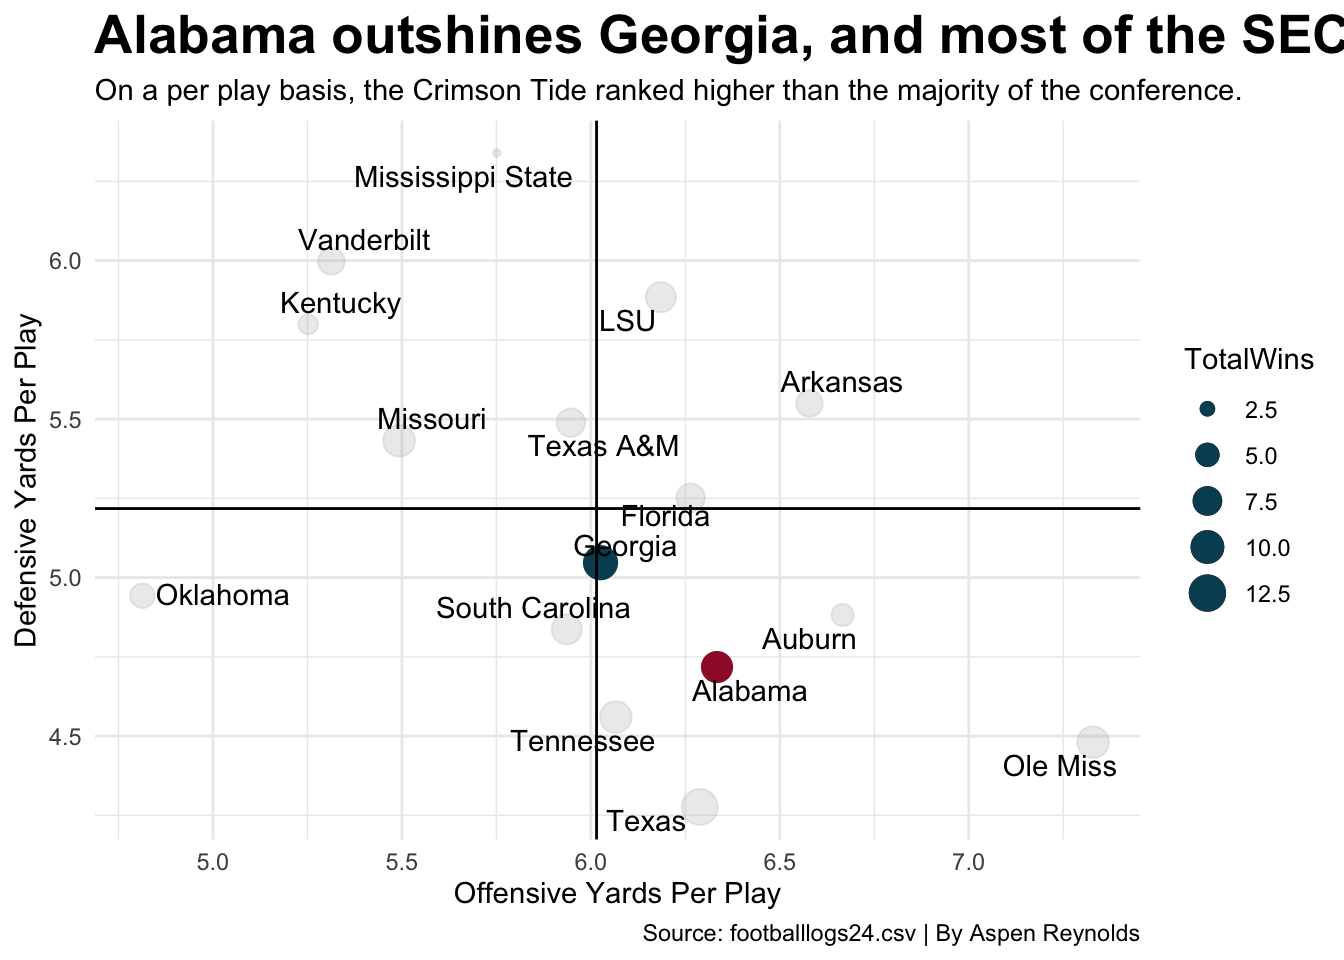 Alabama outshines Georgia, and most of the SEC
On a per play basis, the Crimson Tide ranked higher than the majority of the conference.
Mississippi State
Vanderbilt
Kentucky
LSU
Arkansas
Missouri
Texas A&M
Florida
Georgia
Oklahoma
South Carolina
Auburn
Alabama
Tennessee
Ole Miss
Texas
Defensive Yards Per Play
6.0
5.5
5.0
4.5
5.0
5.5
6.0
6.5
7.0
Offensive Yards Per Play
TotalWins
2.5
5.0
7.5
10.0
12.5
Source: footballlogs24.csv | By Aspen Reynolds